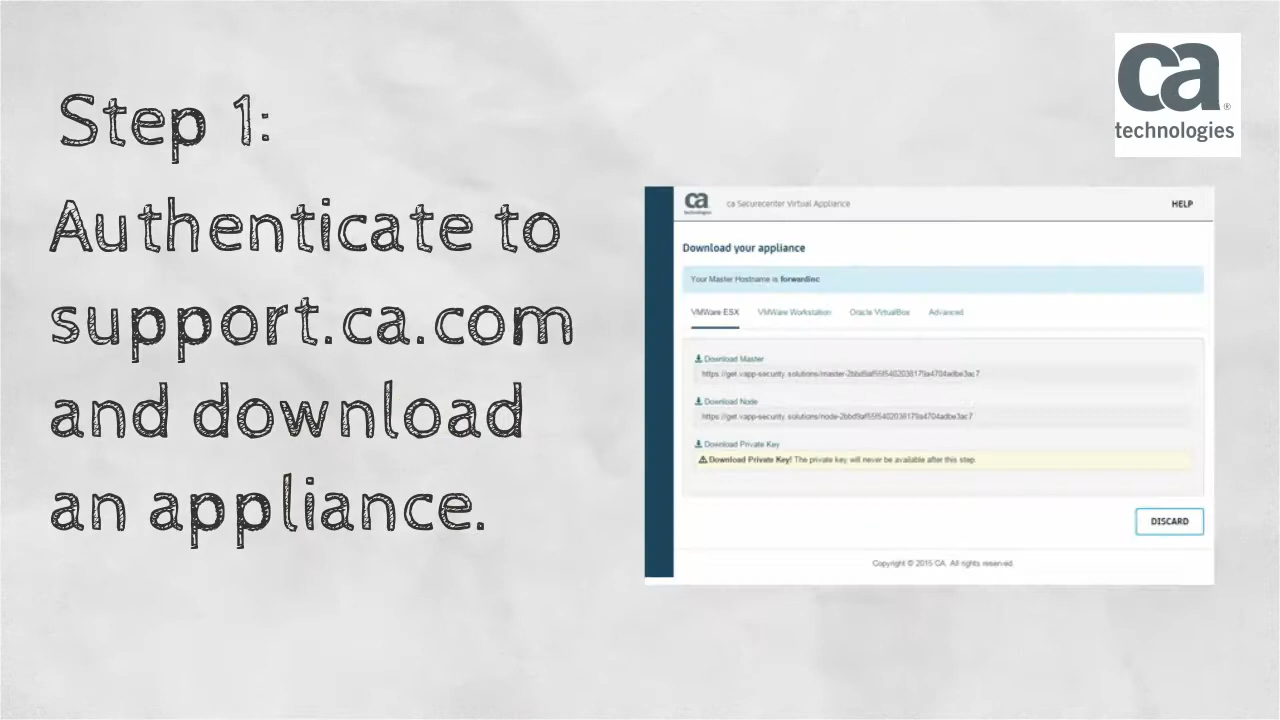 Step 1:
Authenticate to
support.ca.com
and download
an appliance.
ca
technologies
ca
technologies
ca Securecenter Virtual Appliance
HELP
Download your appliance
Your Master Hostname is forwardinc
VMWare ESX VMWare Workstation Oracle VirtualBox Advanced
Download Master
Download Node
Download Private Key
Download Private Key! The private key will never be available after this step.
DISCARD
Copyright © 2015 CA. All rights reserved.